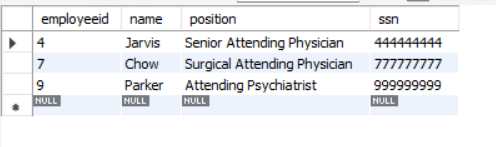 employeeid name position ssn
4 Jarvis Senior Attending Physician 444444444
7 Chow Surgical Attending Physician 777777777
9 Parker Attending Psychiatrist 999999999
NULL NULL NULL NULL